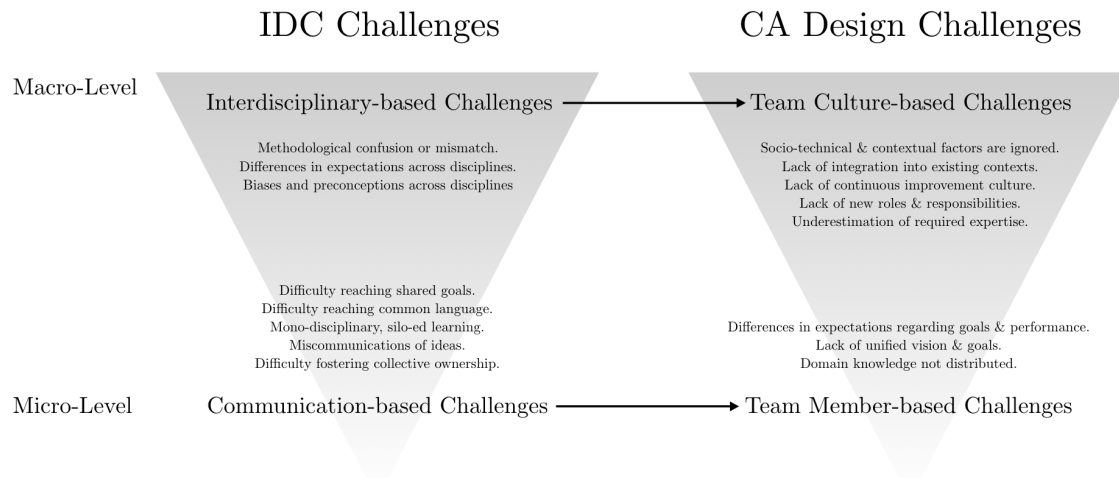 IDC Challenges
CA Design Challenges
Macro-Level
Interdisciplinary-based Challenges
Team Culture-based Challenges
Methodological confusion or mismatch.
Differences in expectations across disciplines.
Biases and preconceptions across disciplines
Socio-technical & contextual factors are ignored.
Lack of integration into existing contexts.
Lack of continuous improvement culture.
Lack of new roles & responsibilities.
Underestimation of required expertise.
Difficulty reaching shared goals.
Difficulty reaching common language.
Mono-disciplinary, silo-ed learning.
Miscommunications of ideas.
Difficulty fostering collective ownership.
Differences in expectations regarding goals & performance.
Lack of unified vision & goals.
Domain knowledge not distributed.
Micro-Level
Communication-based Challenges
Team Member-based Challenges